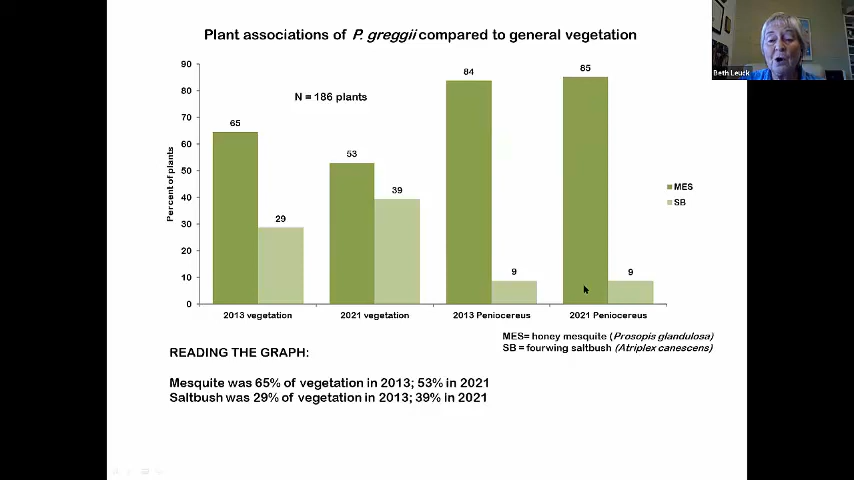 Plant associations of P. greggii compared to general vegetation
Beth Leuck
90
80
70
60
50
40
30
20
10
0
Percent of plants
N = 186 plants
65
29
53
39
84
9
85
9
MES
SB
2013 vegetation
2021 vegetation
2013 Peniocereus
2021 Peniocereus
MES= honey mesquite (Prosopis glandulosa)
SB = fourwing saltbush (Atriplex canescens)
READING THE GRAPH:
Mesquite was 65% of vegetation in 2013; 53% in 2021
Saltbush was 29% of vegetation in 2013; 39% in 2021